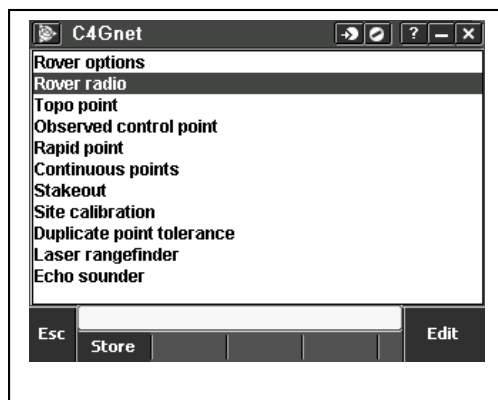 C4Gnet ? – ×
Rover options
Rover radio
Topo point
Observed control point
Rapid point
Continuous points
Stakeout
Site calibration
Duplicate point tolerance
Laser rangefinder
Echo sounder
Esc
Store
Edit